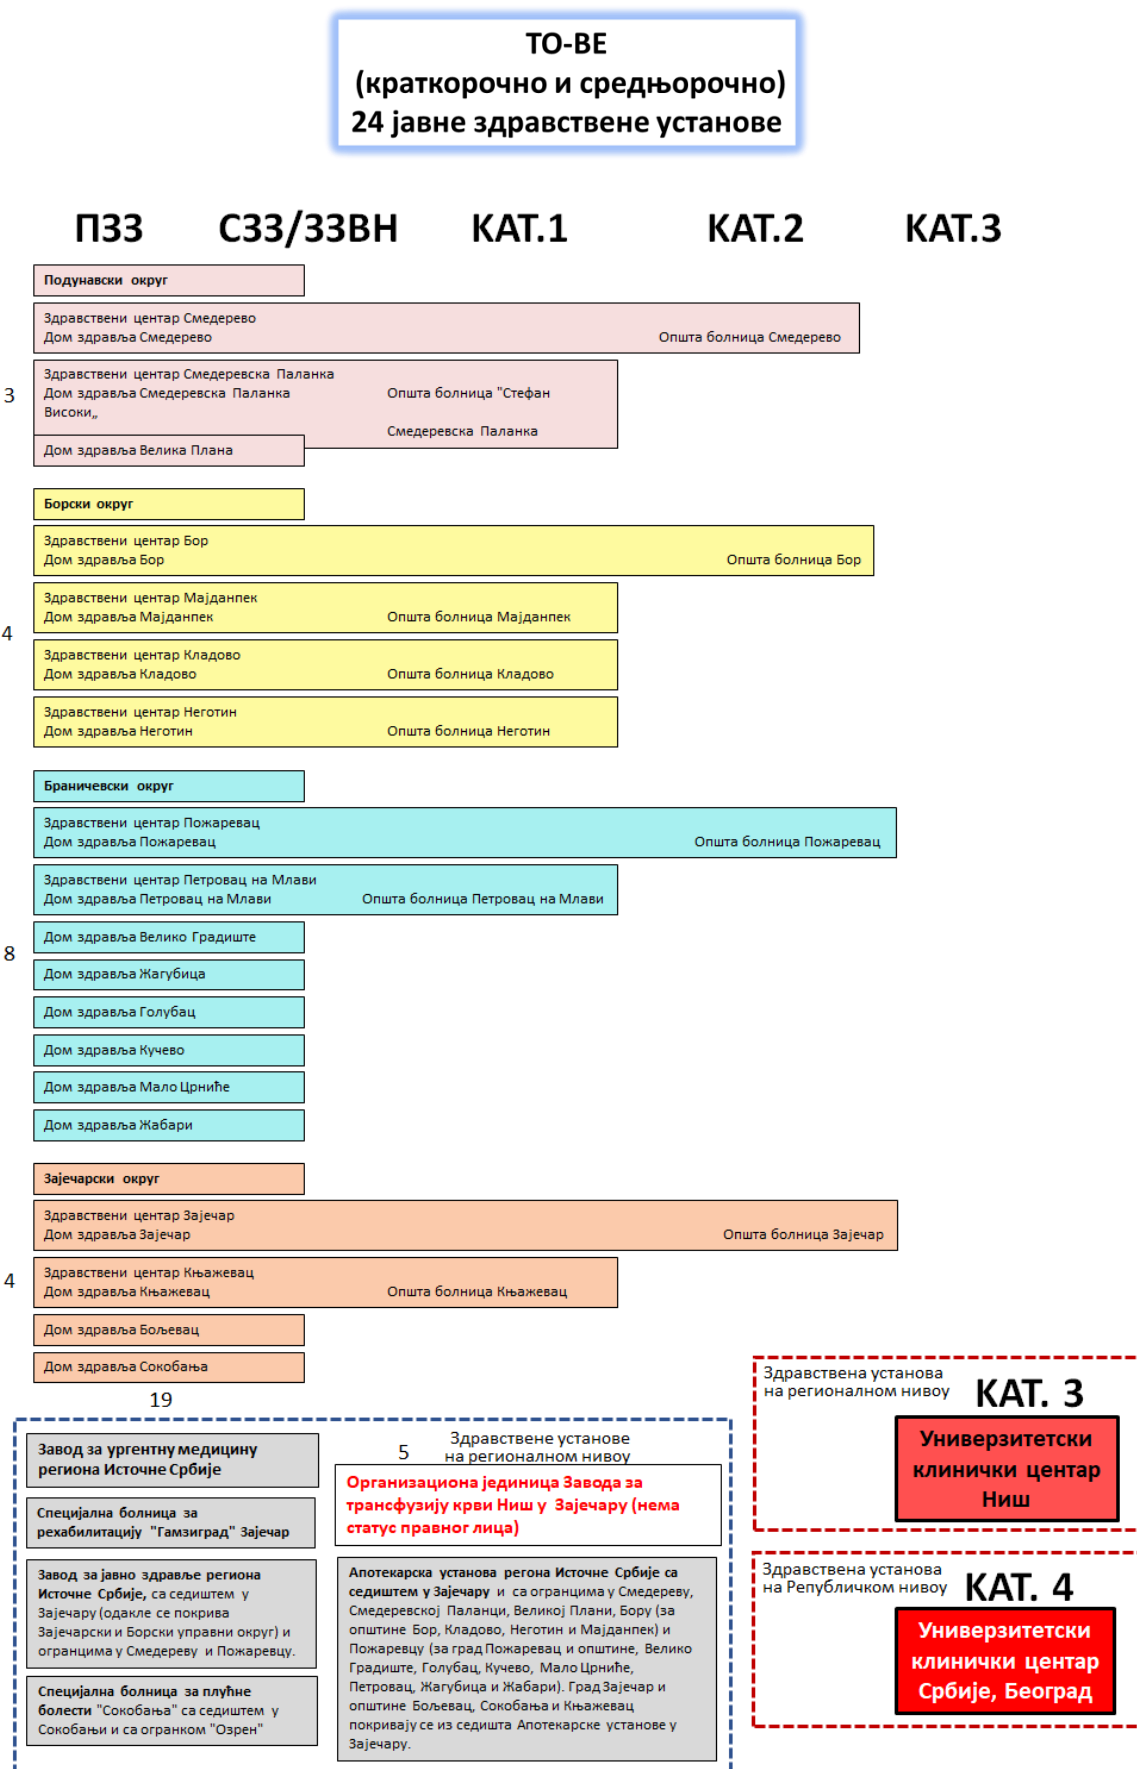 ТО-ВЕ
(краткорочно и средњорочно)
24 јавне здравствене установе
ПЗЗ СЗЗ/ЗЗВН КАТ.1 КАТ.2 КАТ.3
Подунавски округ
Здравствени центар Смедерево
Дом здравља Смедерево Општа болница Смедерево
3
Здравствени центар Смедеревска Паланка
Дом здравља Смедеревска Паланка Општа болница "Стефан
Високи„
Смедеревска Паланка
Дом здравља Велика Плана
Борски округ
Здравствени центар Бор
Дом здравља Бор Општа болница Бор
Здравствени центар Мајданпек
Дом здравља Мајданпек Општа болница Мајданпек
4
Здравствени центар Кладово
Дом здравља Кладово Општа болница Кладово
Здравствени центар Неготин
Дом здравља Неготин Општа болница Неготин
Браничевски округ
Здравствени центар Пожаревац
Дом здравља Пожаревац Општа болница Пожаревац
Здравствени центар Петровац на Млави
Дом здравља Петровац на Млави Општа болница Петровац на Млави
Дом здравља Велико Градиште
8
Дом здравља Жагубица
Дом здравља Голубац
Дом здравља Кучево
Дом здравља Мало Црниће
Дом здравља Жабари
Зајечарски округ
Здравствени центар Зајечар
Дом здравља Зајечар Општа болница Зајечар
4
Здравствени центар Књажевац
Дом здравља Књажевац Општа болница Књажевац
Дом здравља Бољевац
Дом здравља Сокобања
19
Завод за ургентну медицину
региона Источне Србије
Специјална болница за
рехабилитацију "Гамзиград" Зајечар
Завод за јавно здравље региона
Источне Србије, са седиштем у
Зајечару (одакле се покрива
Зајечарски и Борски управни округ) и
огранцима у Смедереву и Пожаревцу.
Специјална болница за плућне
болести "Сокобања" са седиштем у
Сокобањи и са огранком "Озрен"
5
Здравствене установе
на регионалном нивоу
Организациона јединица Завода за
трансфузију крви Ниш у Зајечару (нема
статус правног лица)
Апотекарска установа регона Источне Србије са
седиштем у Зајечару и са огранцима у Смедереву,
Смедеревској Паланци, Великој Плани, Бору (за
општине Бор, Кладово, Неготин и Мајданпек) и
Пожаревцу (за град Пожаревац и општине, Велико
Градиште, Голубац, Кучево, Мало Црниће,
Петровац, Жагубица и Жабари). Град Зајечар и
општине Бољевац, Сокобања и Књажевац
покривају се из седишта Апотекарске установе у
Зајечару.
Здравствена установа
на регионалном нивоу
КАТ. 3
Универзитетски
клинички центар
Ниш
Здравствена установа
на Републичком нивоу
КАТ. 4
Универзитетски
клинички центар
Србије, Београд